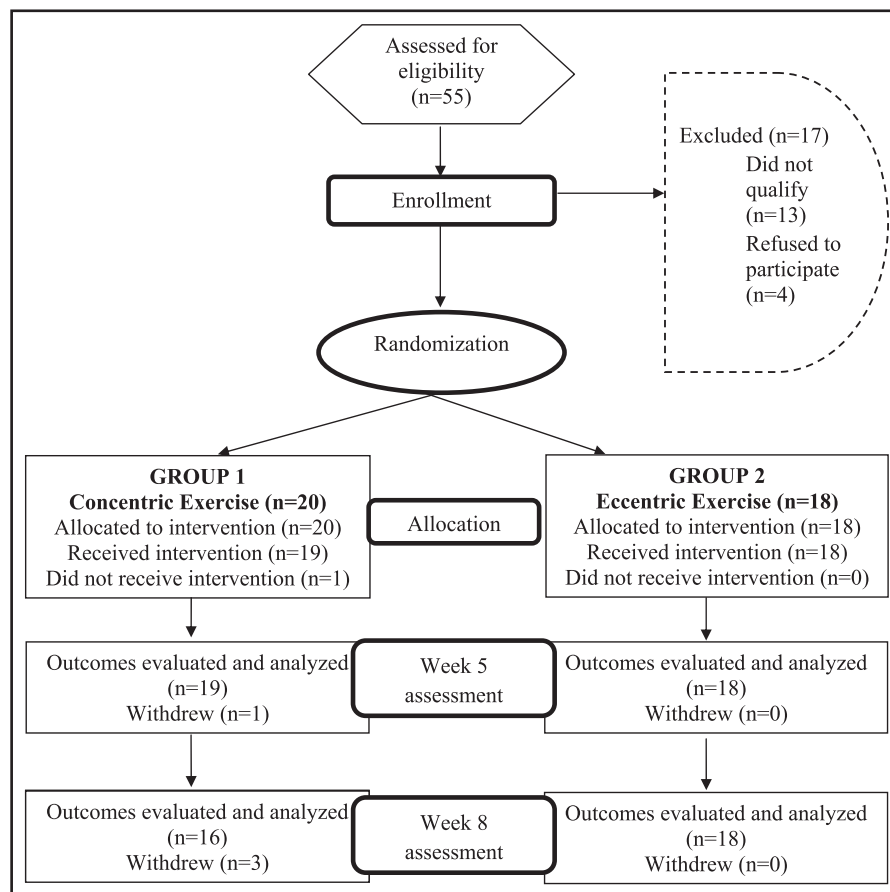 Assessed for
eligibility
(n=55)
Excluded (n=17)
Did not
qualify
(n=13)
Refused to
participate
(n=4)
Enrollment
Randomization
GROUP 1
Concentric Exercise (n=20)
Allocated to intervention (n=20)
Received intervention (n=19)
Did not receive intervention (n=1)
Allocation
GROUP 2
Eccentric Exercise (n=18)
Allocated to intervention (n=18)
Received intervention (n=18)
Did not receive intervention (n=0)
Outcomes evaluated and analyzed
(n=19)
Withdrew (n=1)
Week 5
assessment
Outcomes evaluated and analyzed
(n=18)
Withdrew (n=0)
Outcomes evaluated and analyzed
(n=16)
Withdrew (n=3)
Week 8
assessment
Outcomes evaluated and analyzed
(n=18)
Withdrew (n=0)